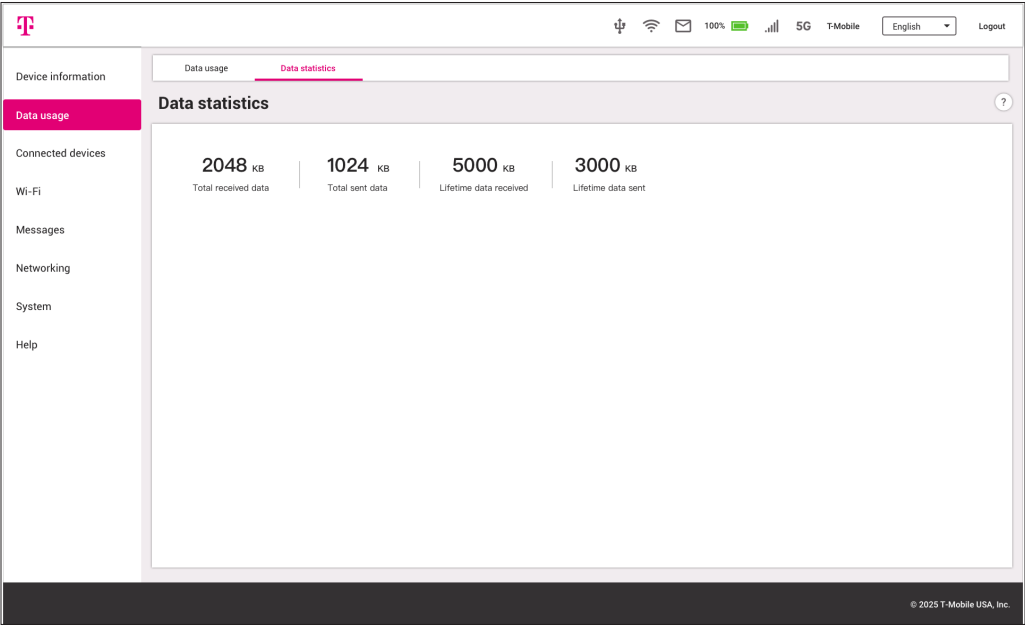 T
100% 5G T-Mobile English Logout
Device information
Data usage
Connected devices
Wi-Fi
Messages
Networking
System
Help
Data usage Data statistics
Data statistics
?
2048 KB 1024 KB 5000 KB 3000 KB
Total received data Total sent data Lifetime data received Lifetime data sent
© 2025 T-Mobile USA, Inc.